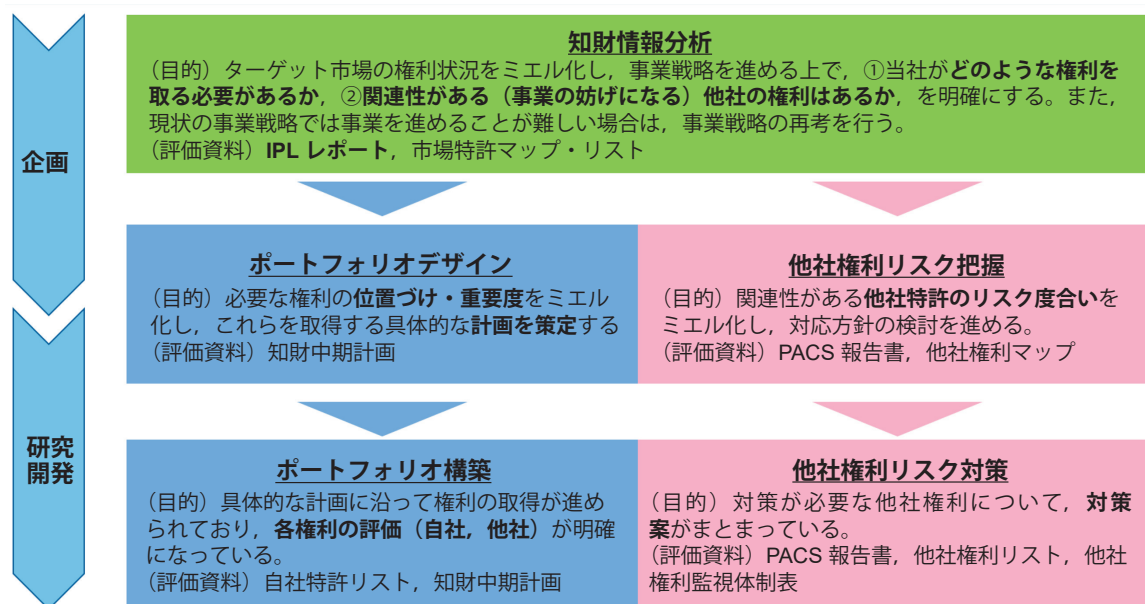 知財情報分析
（目的）ターゲット市場の権利状況をミエル化し，事業戦略を進める上で，①当社がどのような権利を
取る必要があるか，②関連性がある（事業の妨げになる）他社の権利はあるか，を明確にする。また，
現状の事業戦略では事業を進めることが難しい場合は，事業戦略の再考を行う。
（評価資料）IPL レポート，市場特許マップ・リスト
企画
ポートフォリオデザイン
（目的）必要な権利の位置づけ・重要度をミエル
化し，これらを取得する具体的な計画を策定する
（評価資料）知財中期計画
他社権利リスク把握
（目的）関連性がある他社特許のリスク度合いを
ミエル化し，対応方針の検討を進める。
（評価資料）PACS 報告書，他社権利マップ
研究
開発
ポートフォリオ構築
（目的）具体的な計画に沿って権利の取得が進め
られており，各権利の評価（自社，他社）が明確
になっている。
（評価資料）自社特許リスト，知財中期計画
他社権利リスク対策
（目的）対策が必要な他社権利について，対策
案がまとまっている。
（評価資料）PACS 報告書，他社権利リスト，他社
権利監視体制表